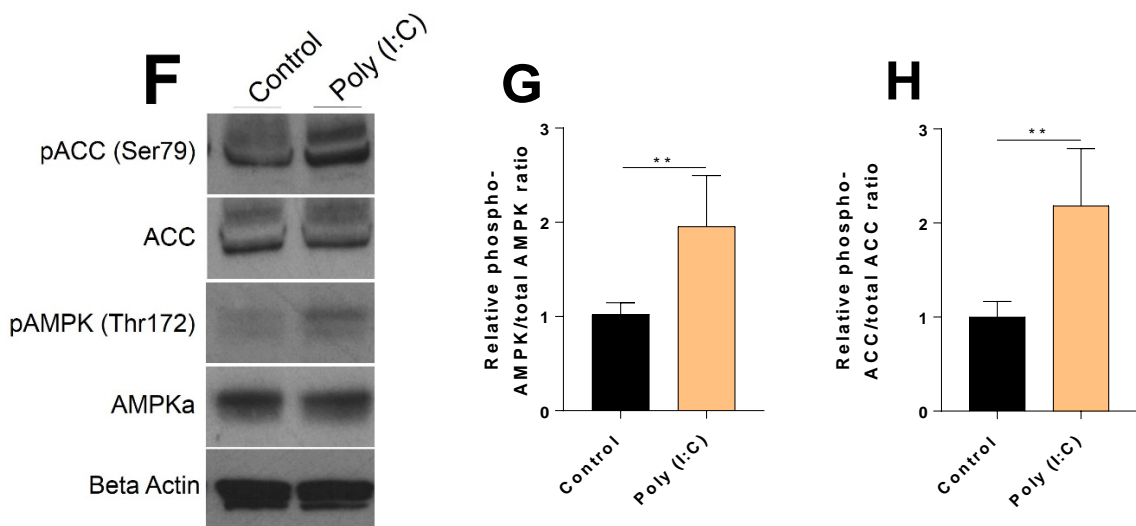 F
Control
Poly (I:C)
pACC (Ser79)
ACC
pAMPK (Thr172)
AMPKa
Beta Actin
G
Relative phospho-
AMPK/total AMPK ratio
3
2
1
0
**
Control
Poly (I:C)
H
Relative phospho-
ACC/total ACC ratio
3
2
1
0
**
Control
Poly (I:C)